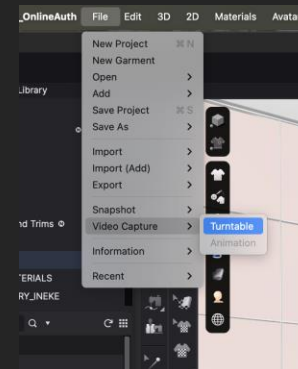 _OnlineAuth File Edit 3D 2D Materials Avata
New Project ⌘ N
New Garment
Open >
Add >
Save Project ⌘ S
Save As >
Import >
Import (Add) >
Export >
Snapshot >
Video Capture >
Turntable
Animation
Information >
Recent >
Library
nd Trims
TERIALS
RY_INEKE